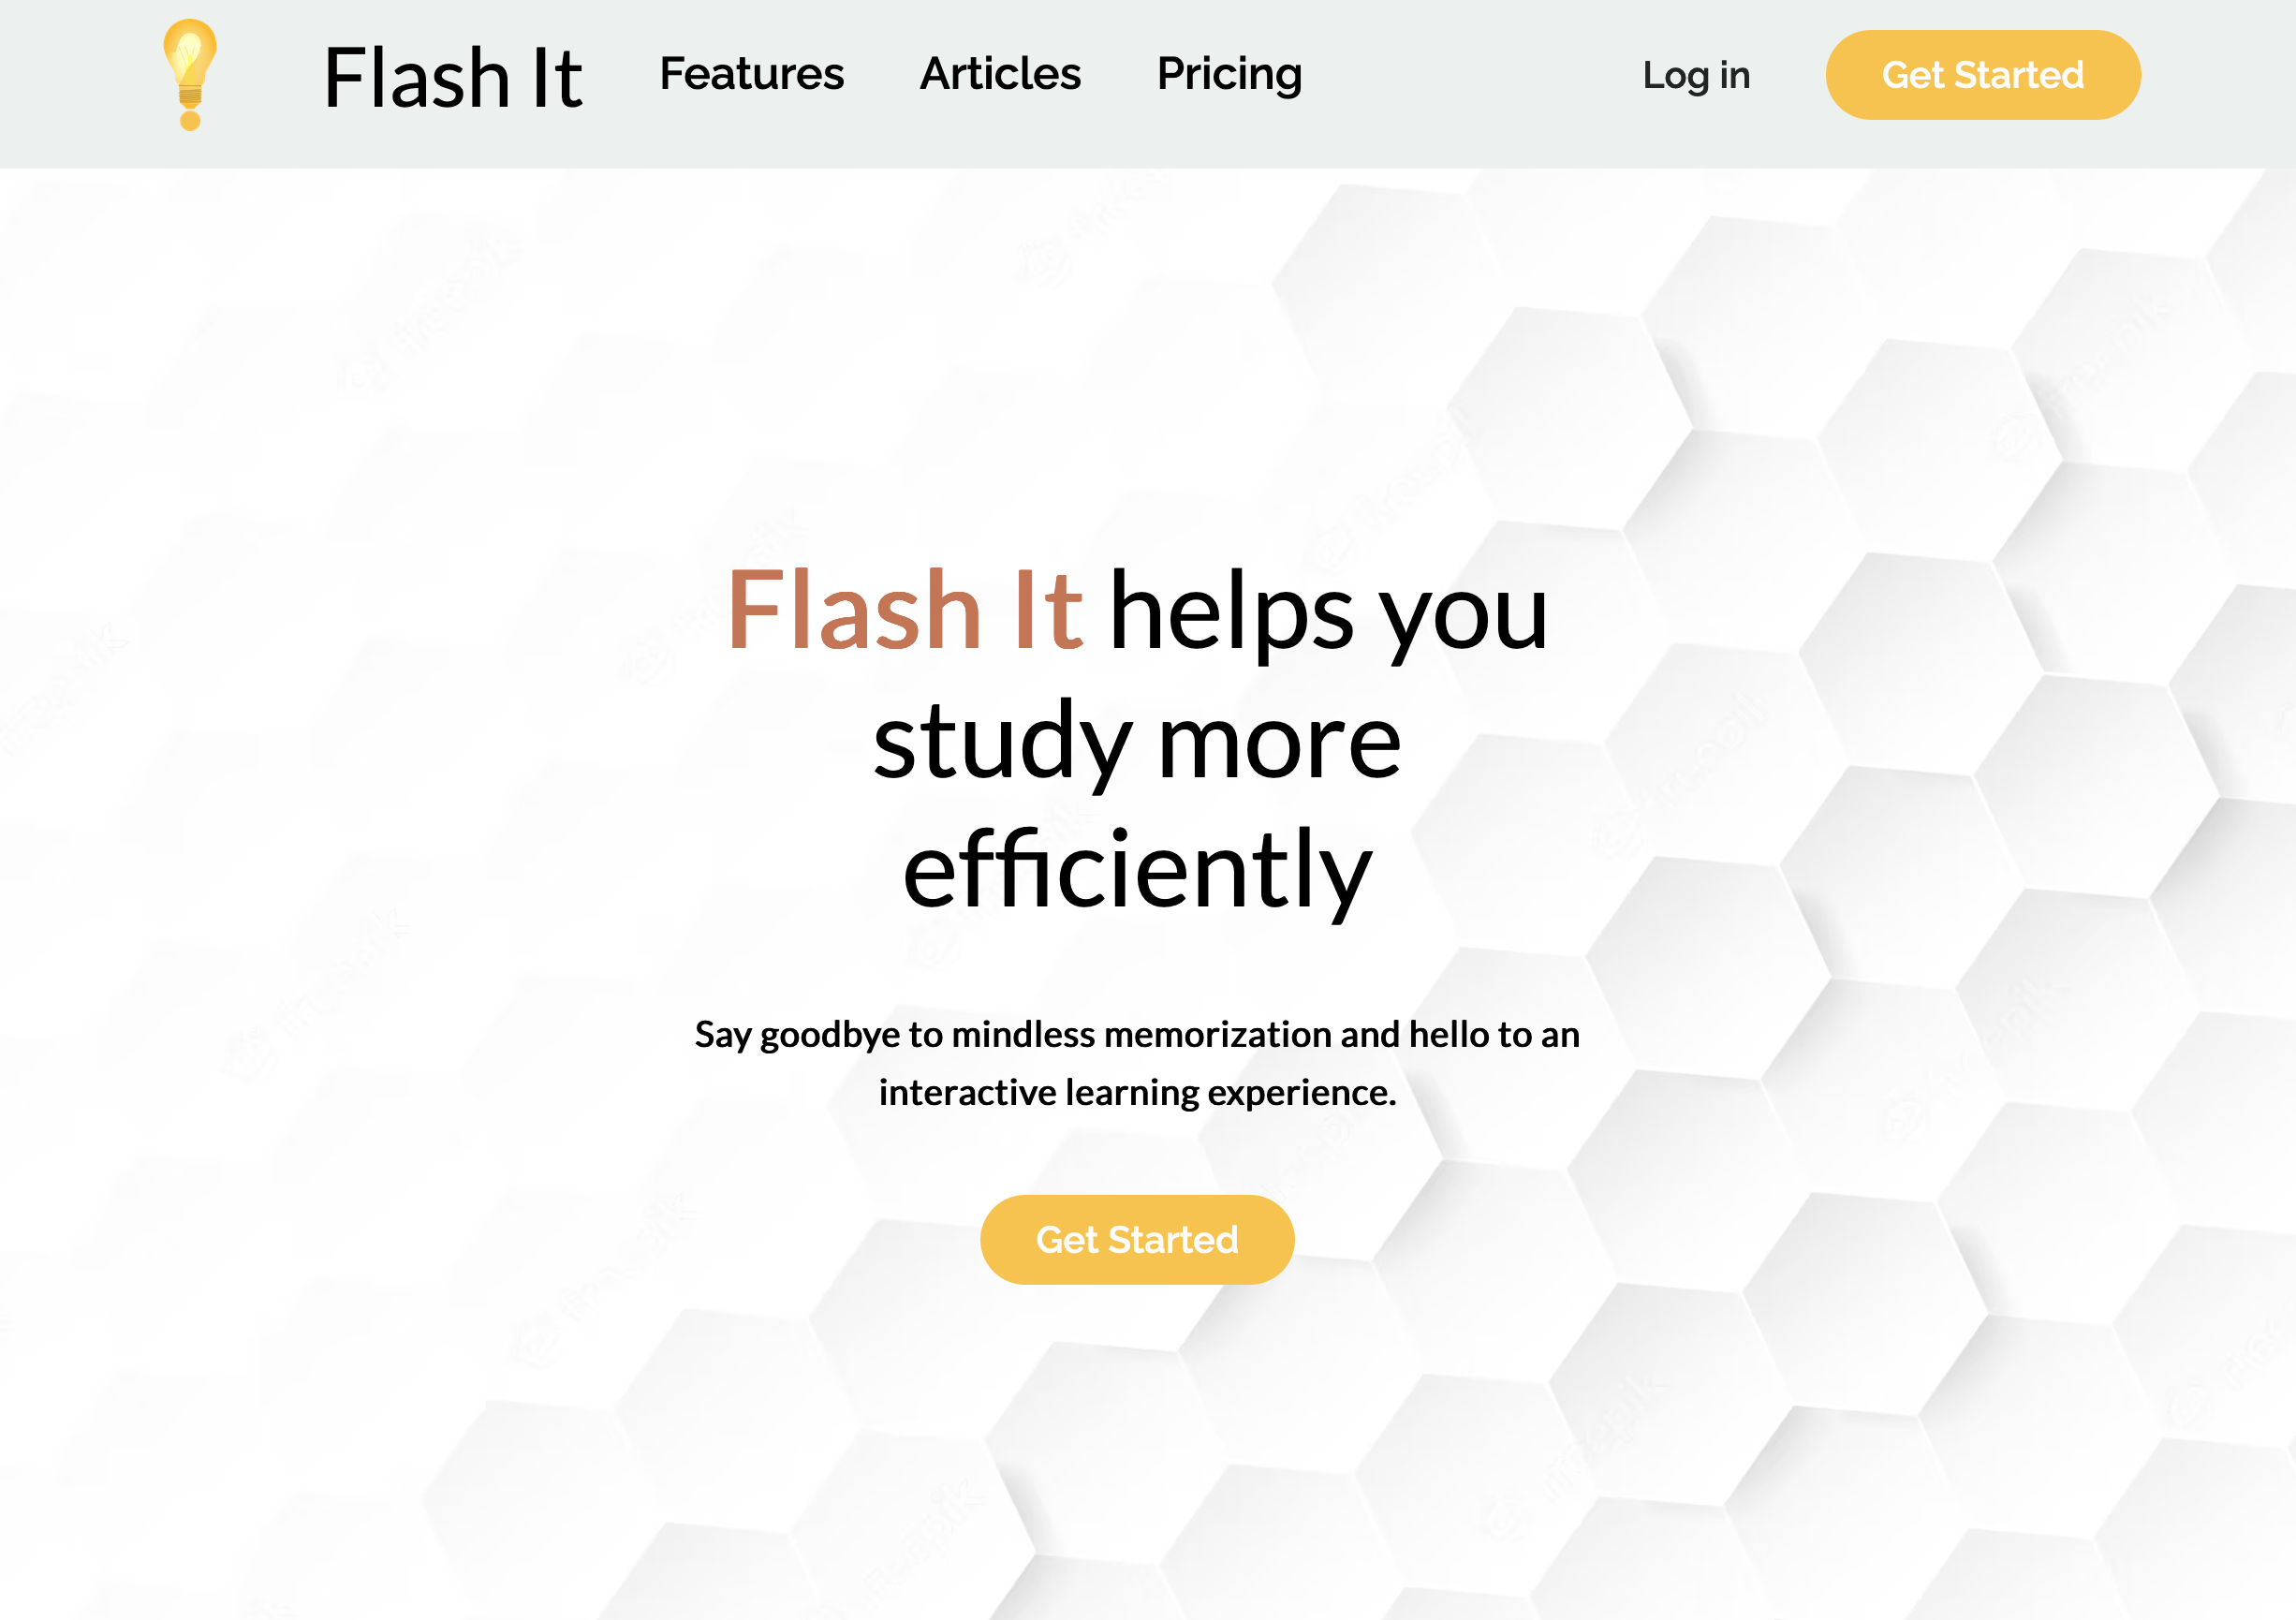 Flash It
Features
Articles
Pricing
Log in
Get Started
Flash It helps you
study more
efficiently
Say goodbye to mindless memorization and hello to an
interactive learning experience.
Get Started